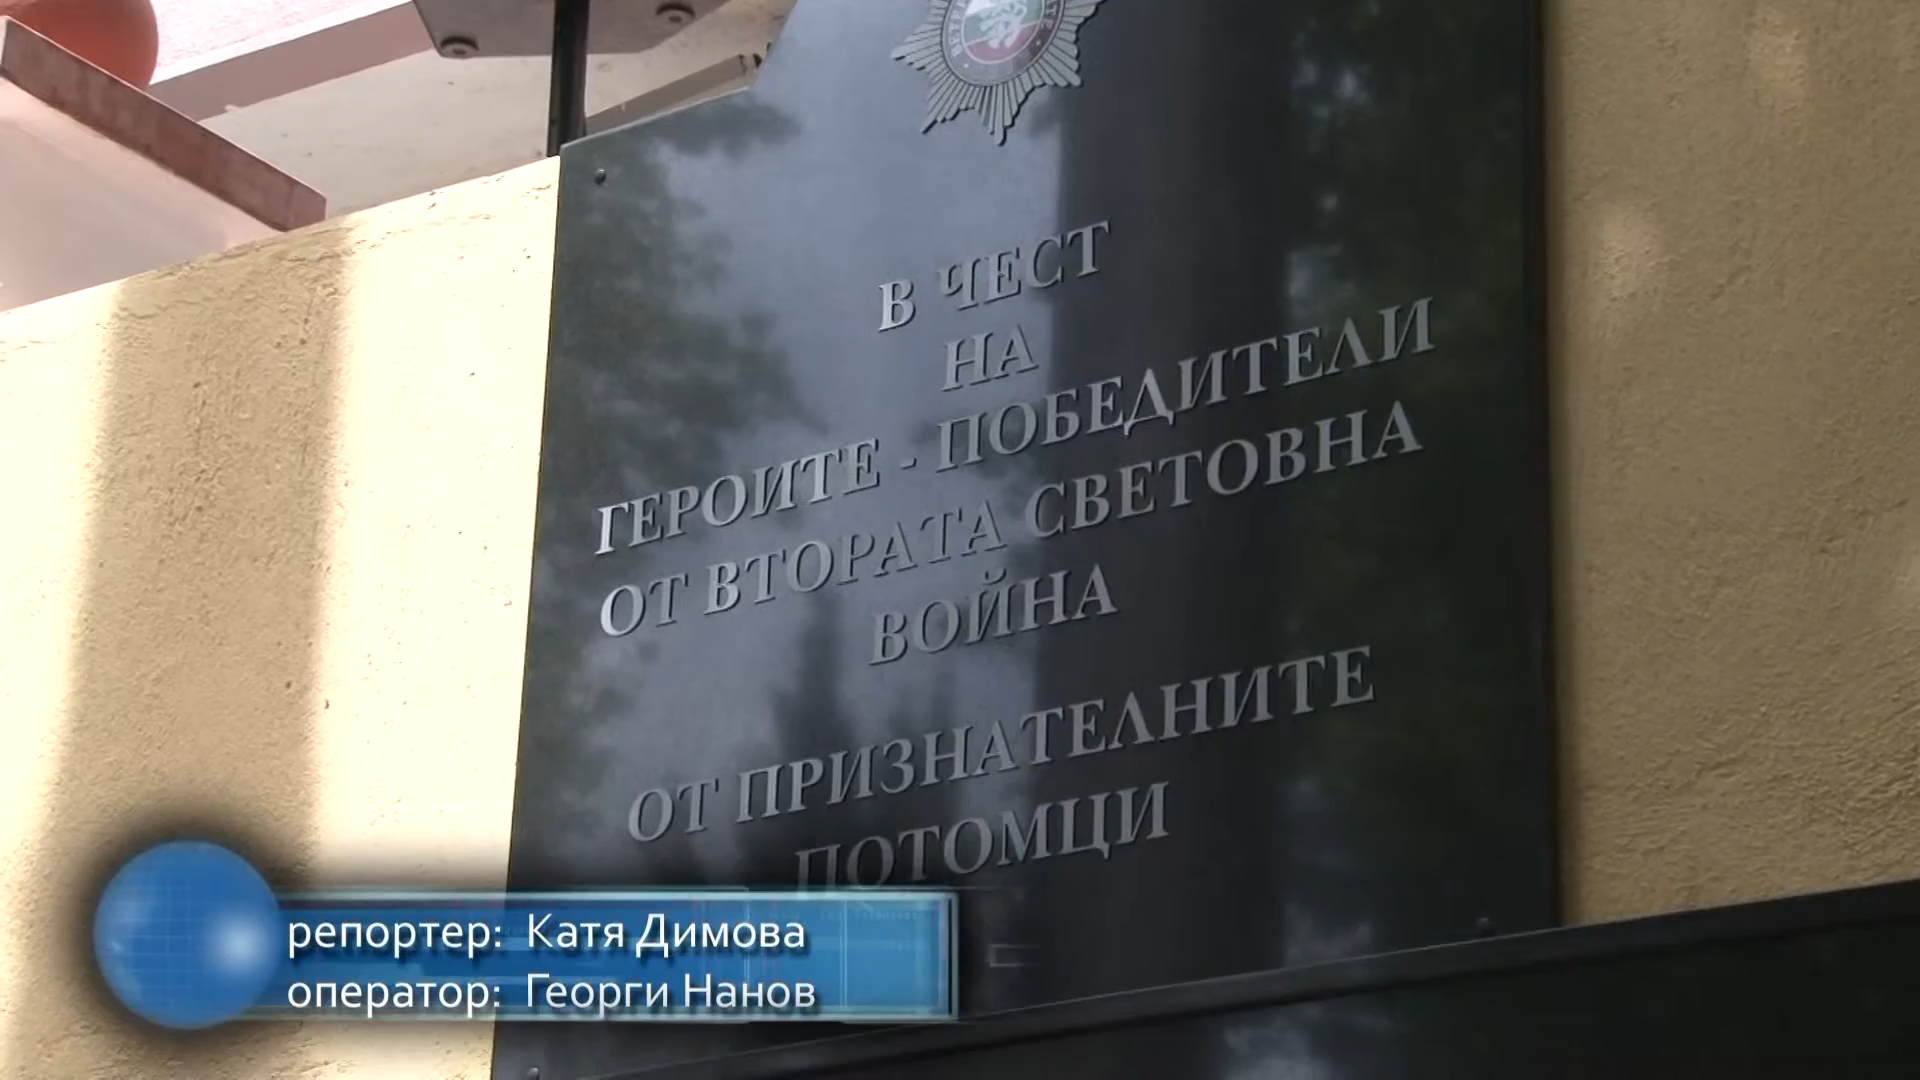 В ЧЕСТ
НА
ГЕРОИТЕ - ПОБЕДИТЕЛИ
ОТ ВТОРАТА СВЕТОВНА
ВОЙНА
ОТ ПРИЗНАТЕЛНИТЕ
ПОТОМЦИ
репортер: Катя Димова
оператор: Георги Нанов